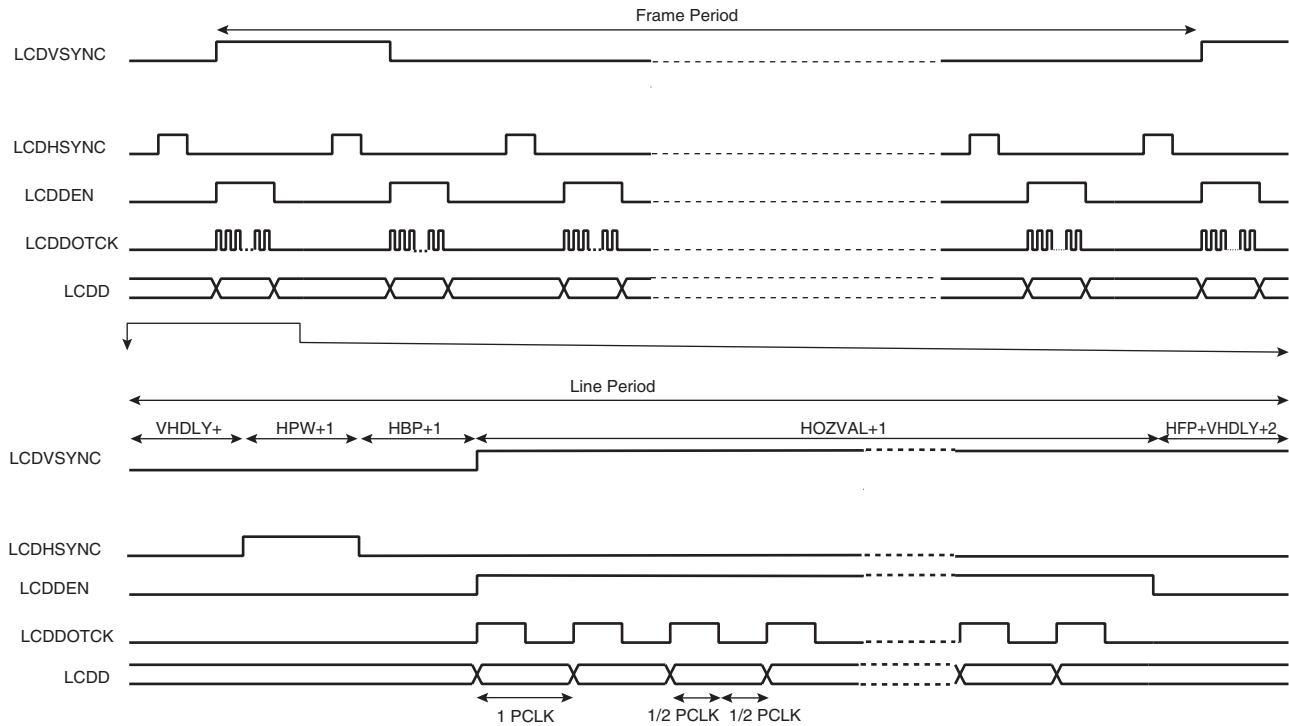 Frame Period
LCDVSYNC
LCDHSYNC
LCDDEN
LCDDOTCK
LCDD
Line Period
VHDLY+ HPW+1 HBP+1 HOZVAL+1 HFP+VHDLY+2
LCDVSYNC
LCDHSYNC
LCDDEN
LCDDOTCK
LCDD
1 PCLK 1/2 PCLK 1/2 PCLK